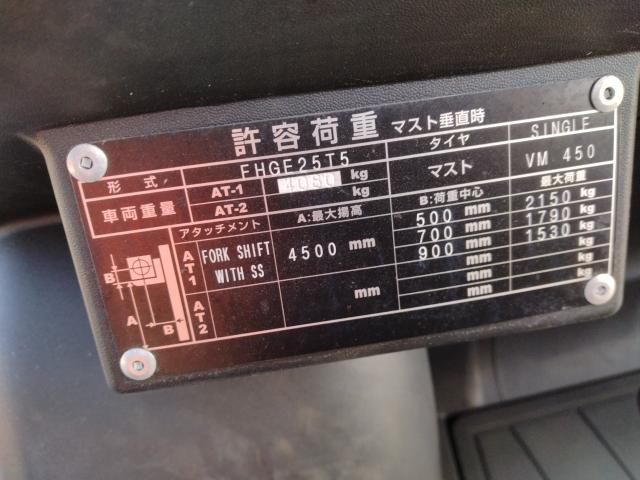 許容荷重 マスト垂直時
形式 FHGE25T5 タイヤ SINGLE
車両重量 AT-1 4080 kg マスト VM 450
AT-2 kg
アタッチメント A:最大揚高 B:荷重中心 最大荷重
AT1 FORK SHIFT WITH SS 4500 mm 500 mm 2150 kg
700 mm 1790 kg
900 mm 1530 kg
mm kg
AT2 mm mm kg
mm kg
B
A
B